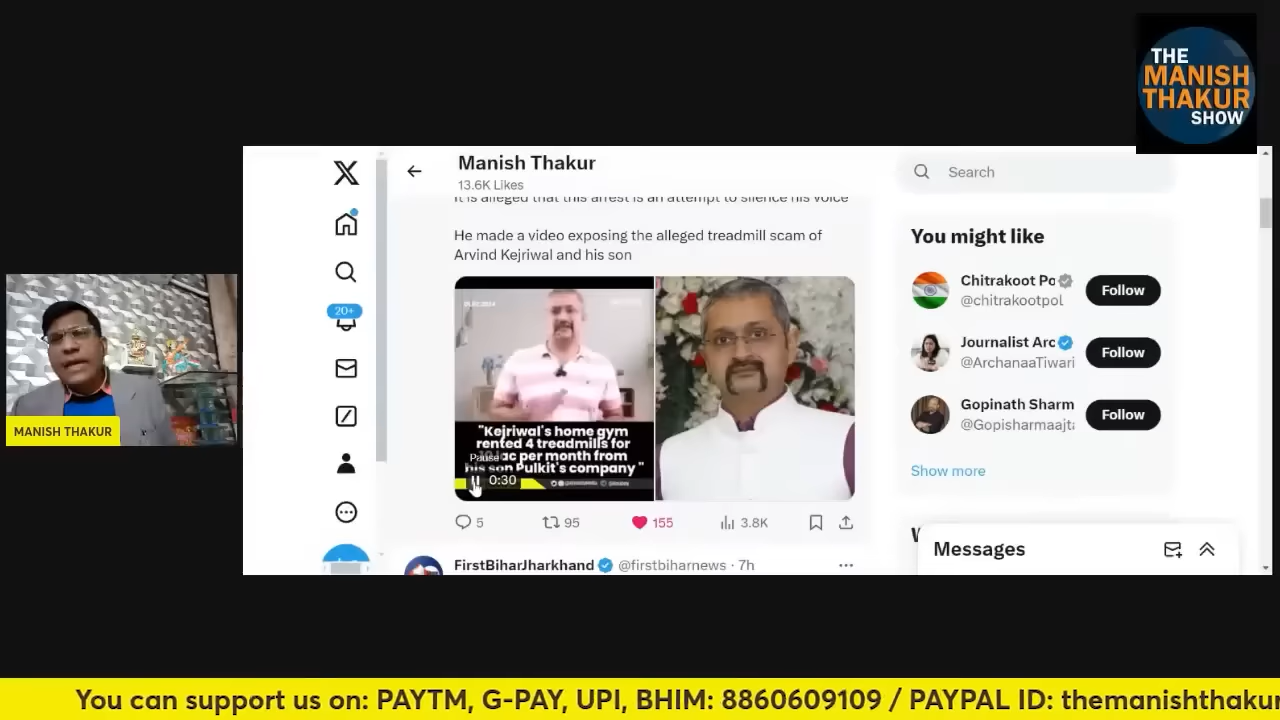 THE
MANISH
THAKUR
SHOW
Manish Thakur
13.6K Likes
Search
It is alleged that this arrest is an attempt to silence his voice
He made a video exposing the alleged treadmill scam of
Arvind Kejriwal and his son
You might like
Chitrakoot Po
@chitrakootpol
Follow
20+
Journalist Arc
@ArchanaaTiwari
Follow
Gopinath Sharm
@Gopisharmaajta
Follow
Show more
MANISH THAKUR
"Kejriwal's home gym
rented 4 treadmills for
ac per month from
his son Pulkit's company "
Pause
0:30
5
95
155
3.8K
Messages
FirstBiharJharkhand @firstbiharnews · 7h
You can support us on: PAYTM, G-PAY, UPI, BHIM: 8860609109 / PAYPAL ID: themanishthakur